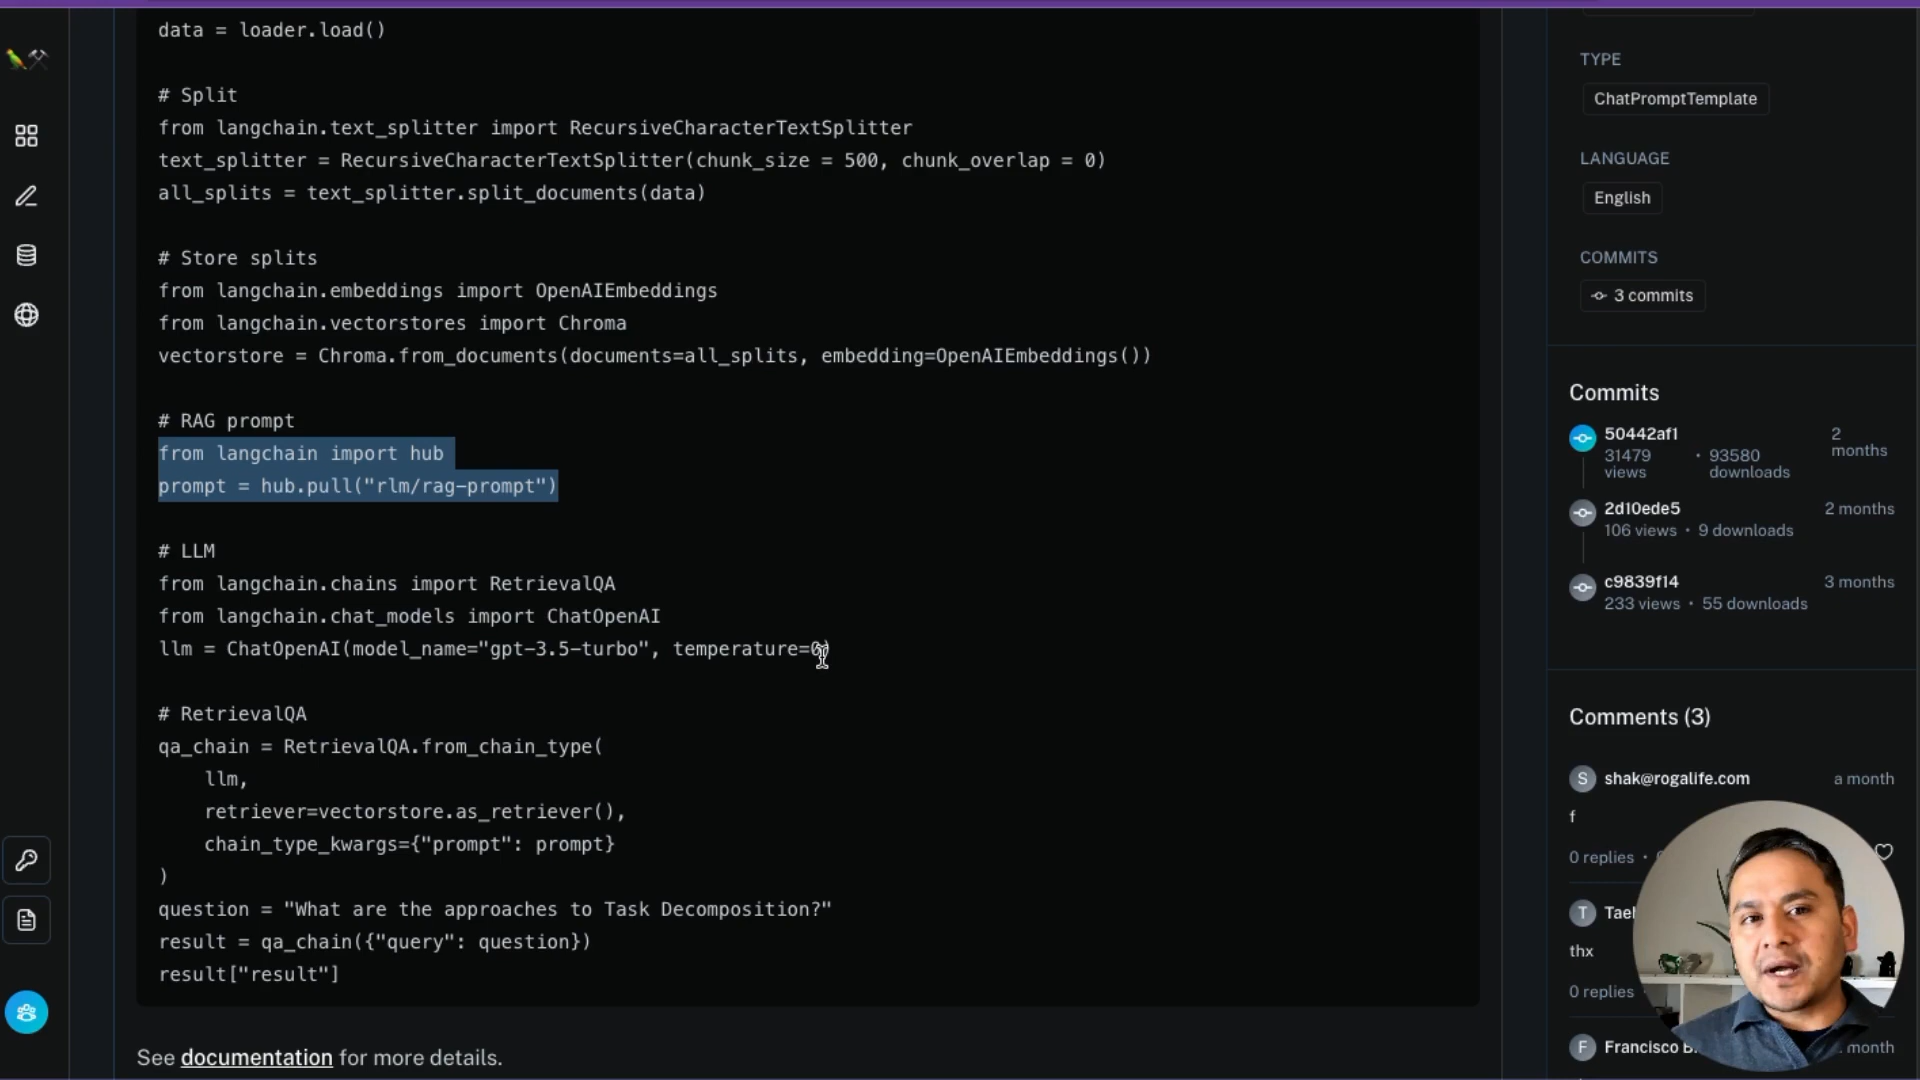 data = loader.load()
# Split
from langchain.text_splitter import RecursiveCharacterTextSplitter
text_splitter = RecursiveCharacterTextSplitter(chunk_size = 500, chunk_overlap = 0)
all_splits = text_splitter.split_documents(data)
# Store splits
from langchain.embeddings import OpenAIEmbeddings
from langchain.vectorstores import Chroma
vectorstore = Chroma.from_documents(documents=all_splits, embedding=OpenAIEmbeddings())
# RAG prompt
from langchain import hub
prompt = hub.pull("rlm/rag-prompt")
# LLM
from langchain.chains import RetrievalQA
from langchain.chat_models import ChatOpenAI
llm = ChatOpenAI(model_name="gpt-3.5-turbo", temperature=0)
# RetrievalQA
qa_chain = RetrievalQA.from_chain_type(
    llm,
    retriever=vectorstore.as_retriever(),
    chain_type_kwargs={"prompt": prompt}
)
question = "What are the approaches to Task Decomposition?"
result = qa_chain({"query": question})
result["result"]
See documentation for more details.
TYPE
ChatPromptTemplate
LANGUAGE
English
COMMITS
3 commits
Commits
50442af1
2 months
31479 views • 93580 downloads
2d10ede5 2 months
106 views • 9 downloads
c9839f14 3 months
233 views • 55 downloads
Comments (3)
S shak@rogalife.com a month
f
0 replies •
T
thx
0 replies
F Francisco month